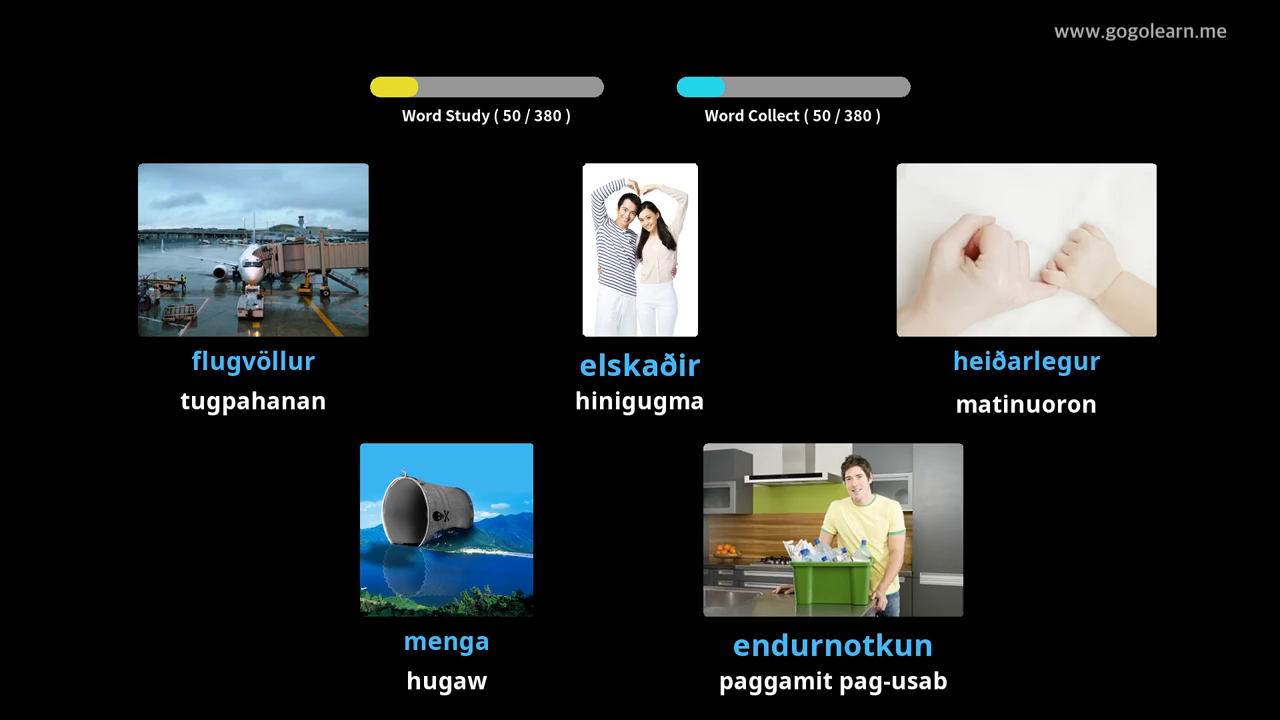 www.gogolearn.me
Word Study ( 50 / 380 )
Word Collect ( 50 / 380 )
flugvöllur
tugpahanan
elskaðir
hinigugma
heiðarlegur
matinuoron
menga
hugaw
endurnotkun
paggamit pag-usab